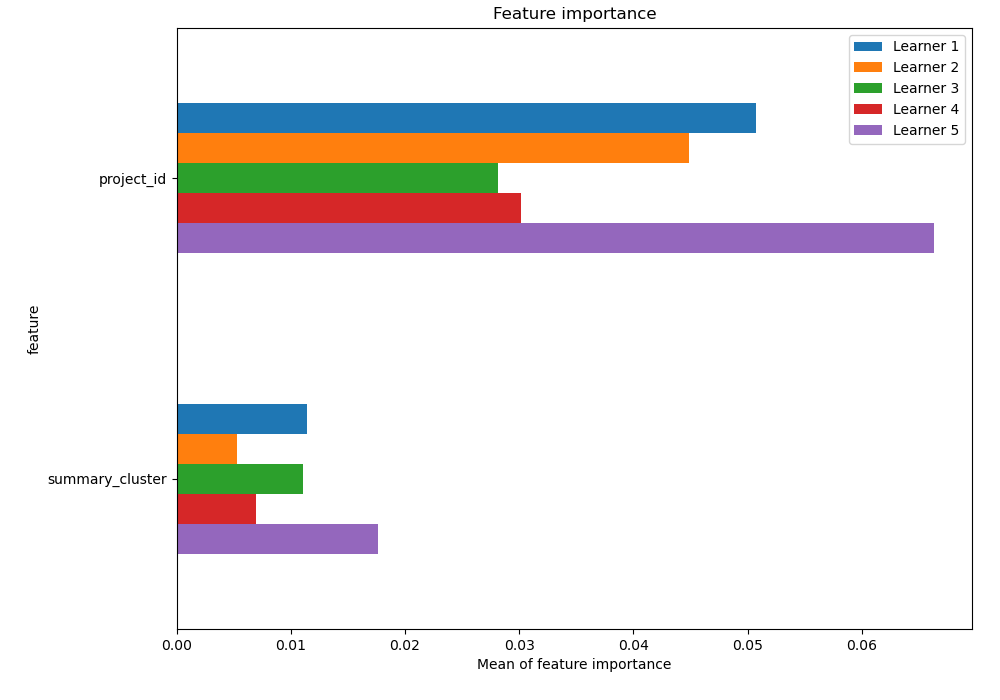 Feature importance
Learner 1
Learner 2
Learner 3
Learner 4
Learner 5
project_id
feature
summary_cluster
0.00 0.01 0.02 0.03 0.04 0.05 0.06
Mean of feature importance